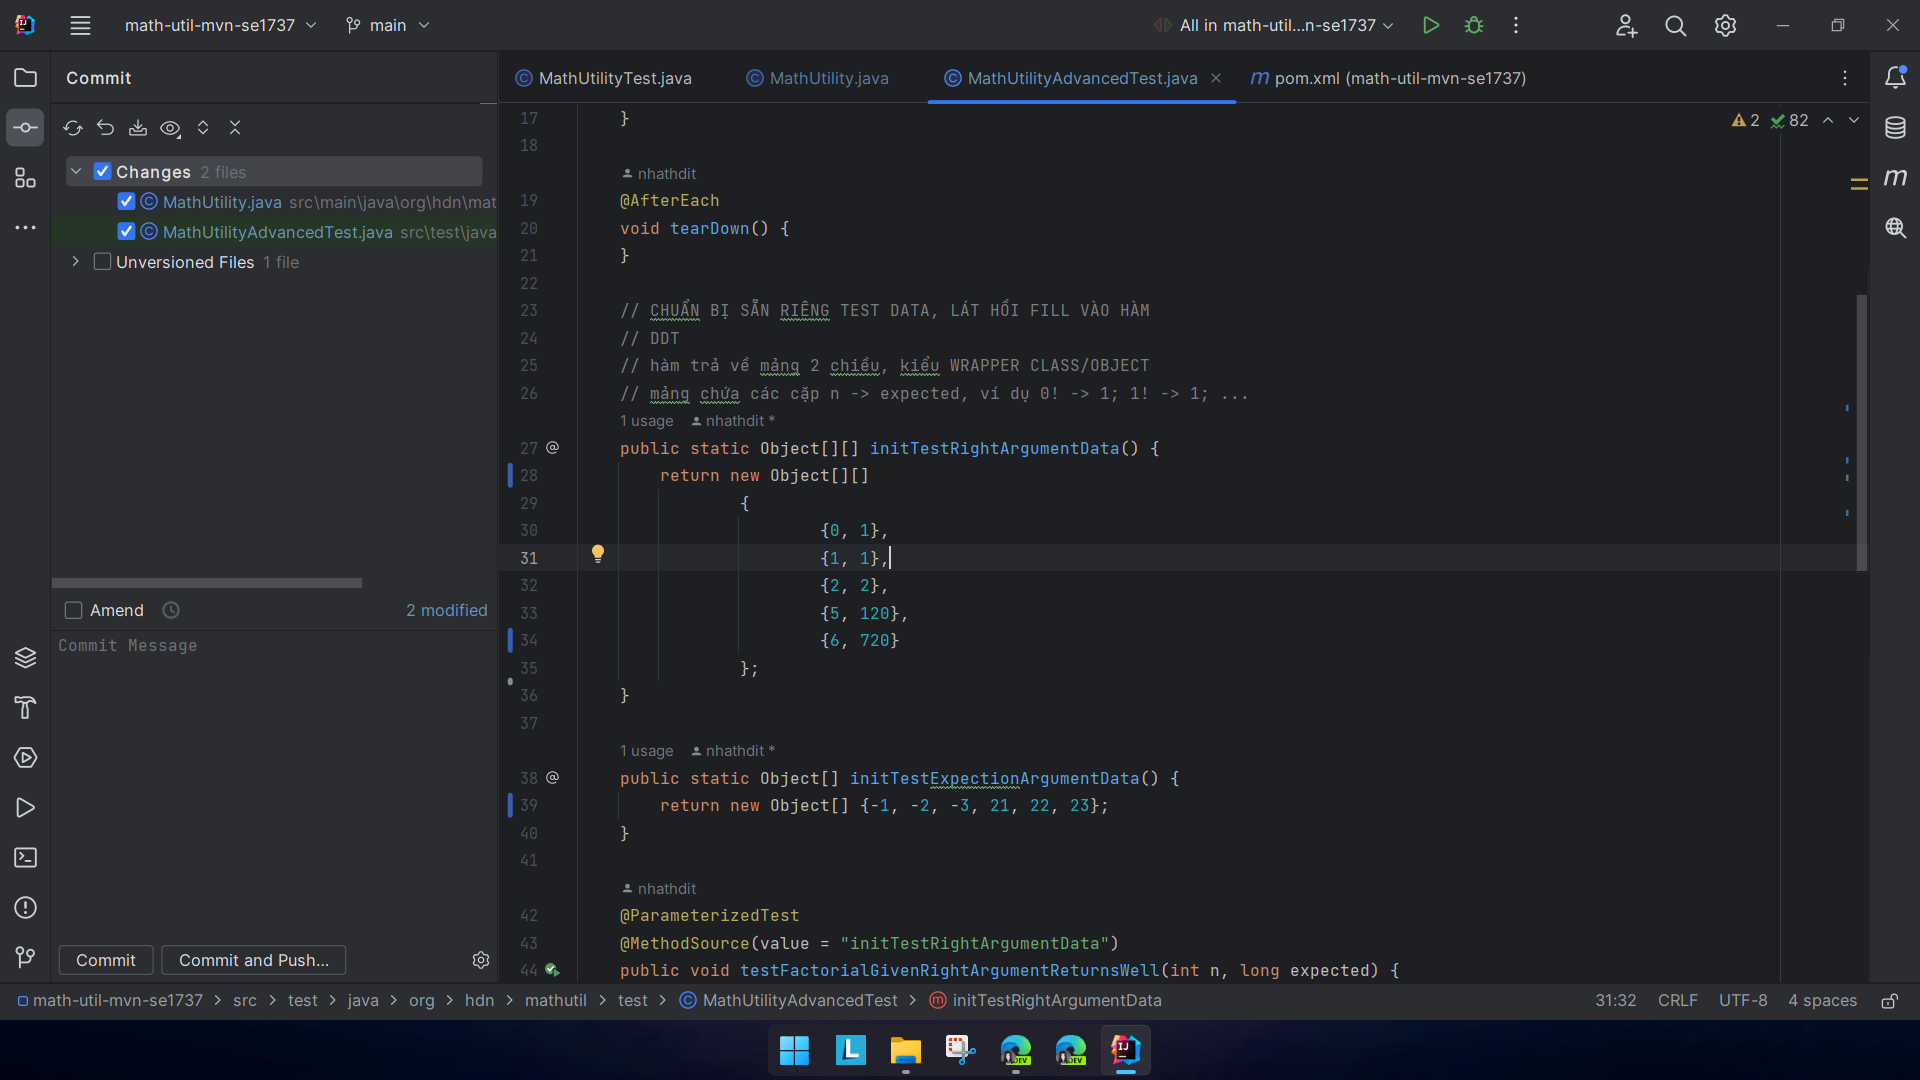 math-util-mvn-se1737
main
All in math-util...n-se1737
Commit
MathUtilityTest.java
MathUtility.java
MathUtilityAdvancedTest.java
pom.xml (math-util-mvn-se1737)
Changes 2 files
MathUtility.java src\main\java\org\hdn\mat
MathUtilityAdvancedTest.java src\test\java
Unversioned Files 1 file
Amend
2 modified
Commit Message
Commit
Commit and Push...
2
82
17 }
18
nhathdit
19 @AfterEach
20 void tearDown() {
21 }
22
23 // CHUẨN BỊ SẴN RIÊNG TEST DATA, LÁT HỒI FILL VÀO HÀM
24 // DDT
25 // hàm trả về mảng 2 chiều, kiểu WRAPPER CLASS/OBJECT
26 // mảng chứa các cặp n -> expected, ví dụ 0! -> 1; 1! -> 1; ...
1 usage nhathdit *
27 public static Object[][] initTestRightArgumentData() {
28 return new Object[][]
29 {
30 {0, 1},
31 {1, 1},
32 {2, 2},
33 {5, 120},
34 {6, 720}
35 };
36 }
37
1 usage nhathdit *
38 public static Object[] initTestExpectionArgumentData() {
39 return new Object[] {-1, -2, -3, 21, 22, 23};
40 }
41
nhathdit
42 @ParameterizedTest
43 @MethodSource(value = "initTestRightArgumentData")
44 public void testFactorialGivenRightArgumentReturnsWell(int n, long expected) {
math-util-mvn-se1737 > src > test > java > org > hdn > mathutil > test > MathUtilityAdvancedTest > initTestRightArgumentData
31:32 CRLF UTF-8 4 spaces